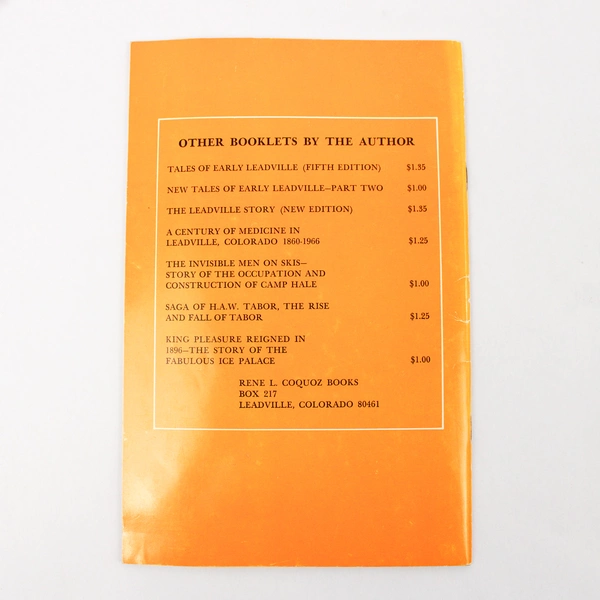 OTHER BOOKLETS BY THE AUTHOR
TALES OF EARLY LEADVILLE (FIFTH EDITION) $1.35
NEW TALES OF EARLY LEADVILLE—PART TWO $1.00
THE LEADVILLE STORY (NEW EDITION) $1.35
A CENTURY OF MEDICINE IN
LEADVILLE, COLORADO 1860-1966 $1.25
THE INVISIBLE MEN ON SKIS—
STORY OF THE OCCUPATION AND
CONSTRUCTION OF CAMP HALE $1.00
SAGA OF H.A.W. TABOR, THE RISE
AND FALL OF TABOR $1.25
KING PLEASURE REIGNED IN
1896—THE STORY OF THE
FABULOUS ICE PALACE $1.00
RENE L. COQUOZ BOOKS
BOX 217
LEADVILLE, COLORADO 80461